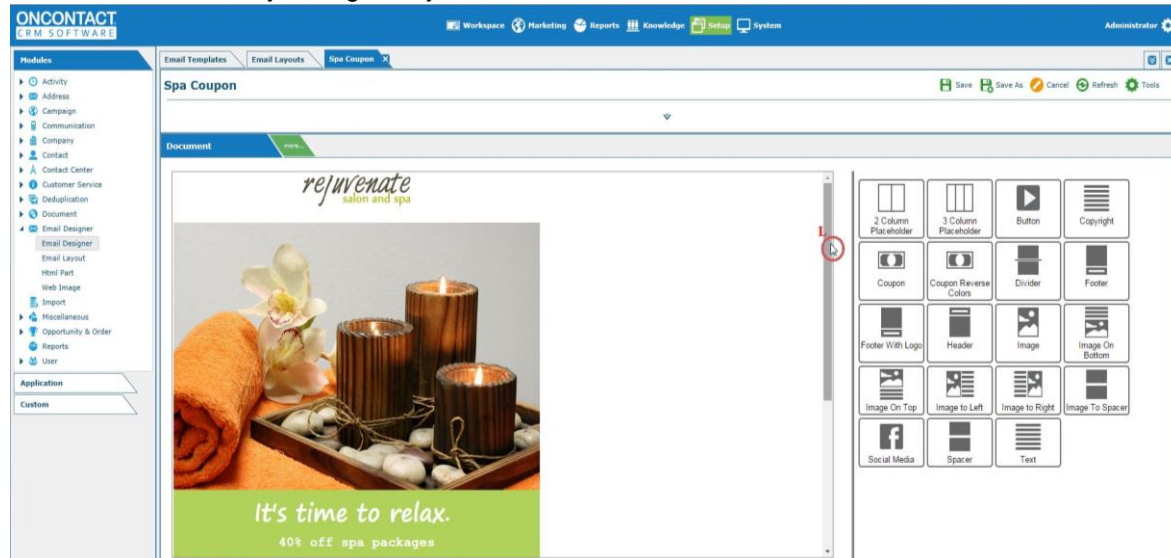 ONCONTACT
CRM SOFTWARE
Workspace Marketing Reports Knowledge Setup System
Administrator
Modules
Activity
Address
Campaign
Communication
Company
Contact
Contact Center
Customer Service
Deduplication
Document
Email Designer
Email Designer
Email Layout
Html Part
Web Image
Import
Miscellaneous
Opportunity & Order
Reports
User
Application
Custom
Email Templates Email Layouts Spa Coupon X
Spa Coupon
Save Save As Cancel Refresh Tools
Document more...
rejuvenate
salon and spa
It's time to relax.
40% off spa packages
L
2 Column Placeholder
3 Column Placeholder
Button
Copyright
Coupon
Coupon Reverse Colors
Divider
Footer
Footer With Logo
Header
Image
Image On Bottom
Image On Top
Image to Left
Image to Right
Image To Spacer
Social Media
Spacer
Text